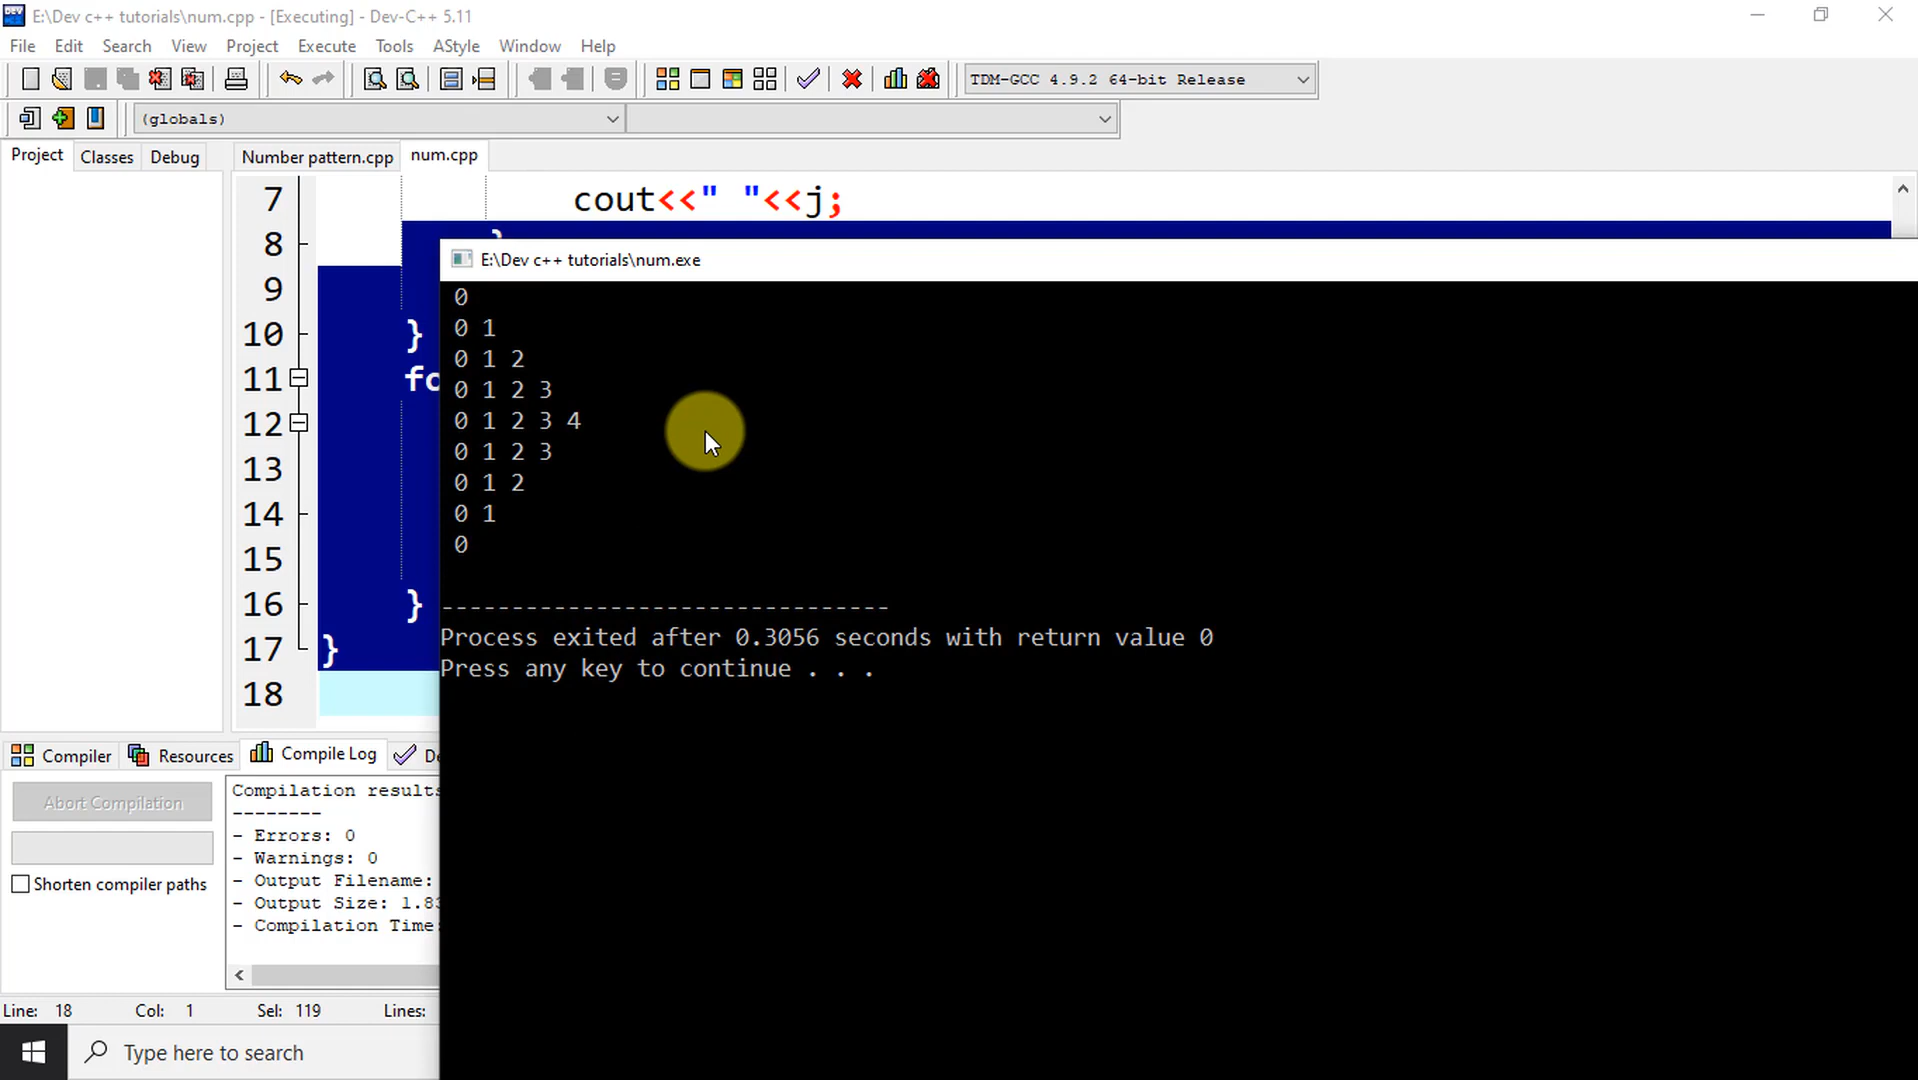 E:\Dev c++ tutorials\num.cpp - [Executing] - Dev-C++ 5.11
File Edit Search View Project Execute Tools AStyle Window Help
TDM-GCC 4.9.2 64-bit Release
(globals)
Project Classes Debug Number pattern.cpp num.cpp
7 cout<<" "<<j;
8 }
E:\Dev c++ tutorials\num.exe
9
10 }
11 fo
12
13
14
15
16 }
17 }
18
0
0 1
0 1 2
0 1 2 3
0 1 2 3 4
0 1 2 3
0 1 2
0 1
0
--------------------------------
Process exited after 0.3056 seconds with return value 0
Press any key to continue . . .
Compiler Resources Compile Log De
Abort Compilation
Shorten compiler paths
Compilation results
--------
- Errors: 0
- Warnings: 0
- Output Filename:
- Output Size: 1.83
- Compilation Time:
Line: 18 Col: 1 Sel: 119 Lines:
Type here to search